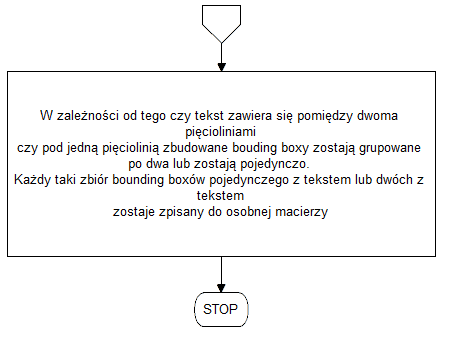 W zależności od tego czy tekst zawiera się pomiędzy dwoma
pięcioliniami
czy pod jedną pięciolinią zbudowane bouding boxy zostają grupowane
po dwa lub zostają pojedynczo.
Każdy taki zbiór bounding boxów pojedynczego z tekstem lub dwóch z
tekstem
zostaje zpisany do osobnej macierzy
STOP